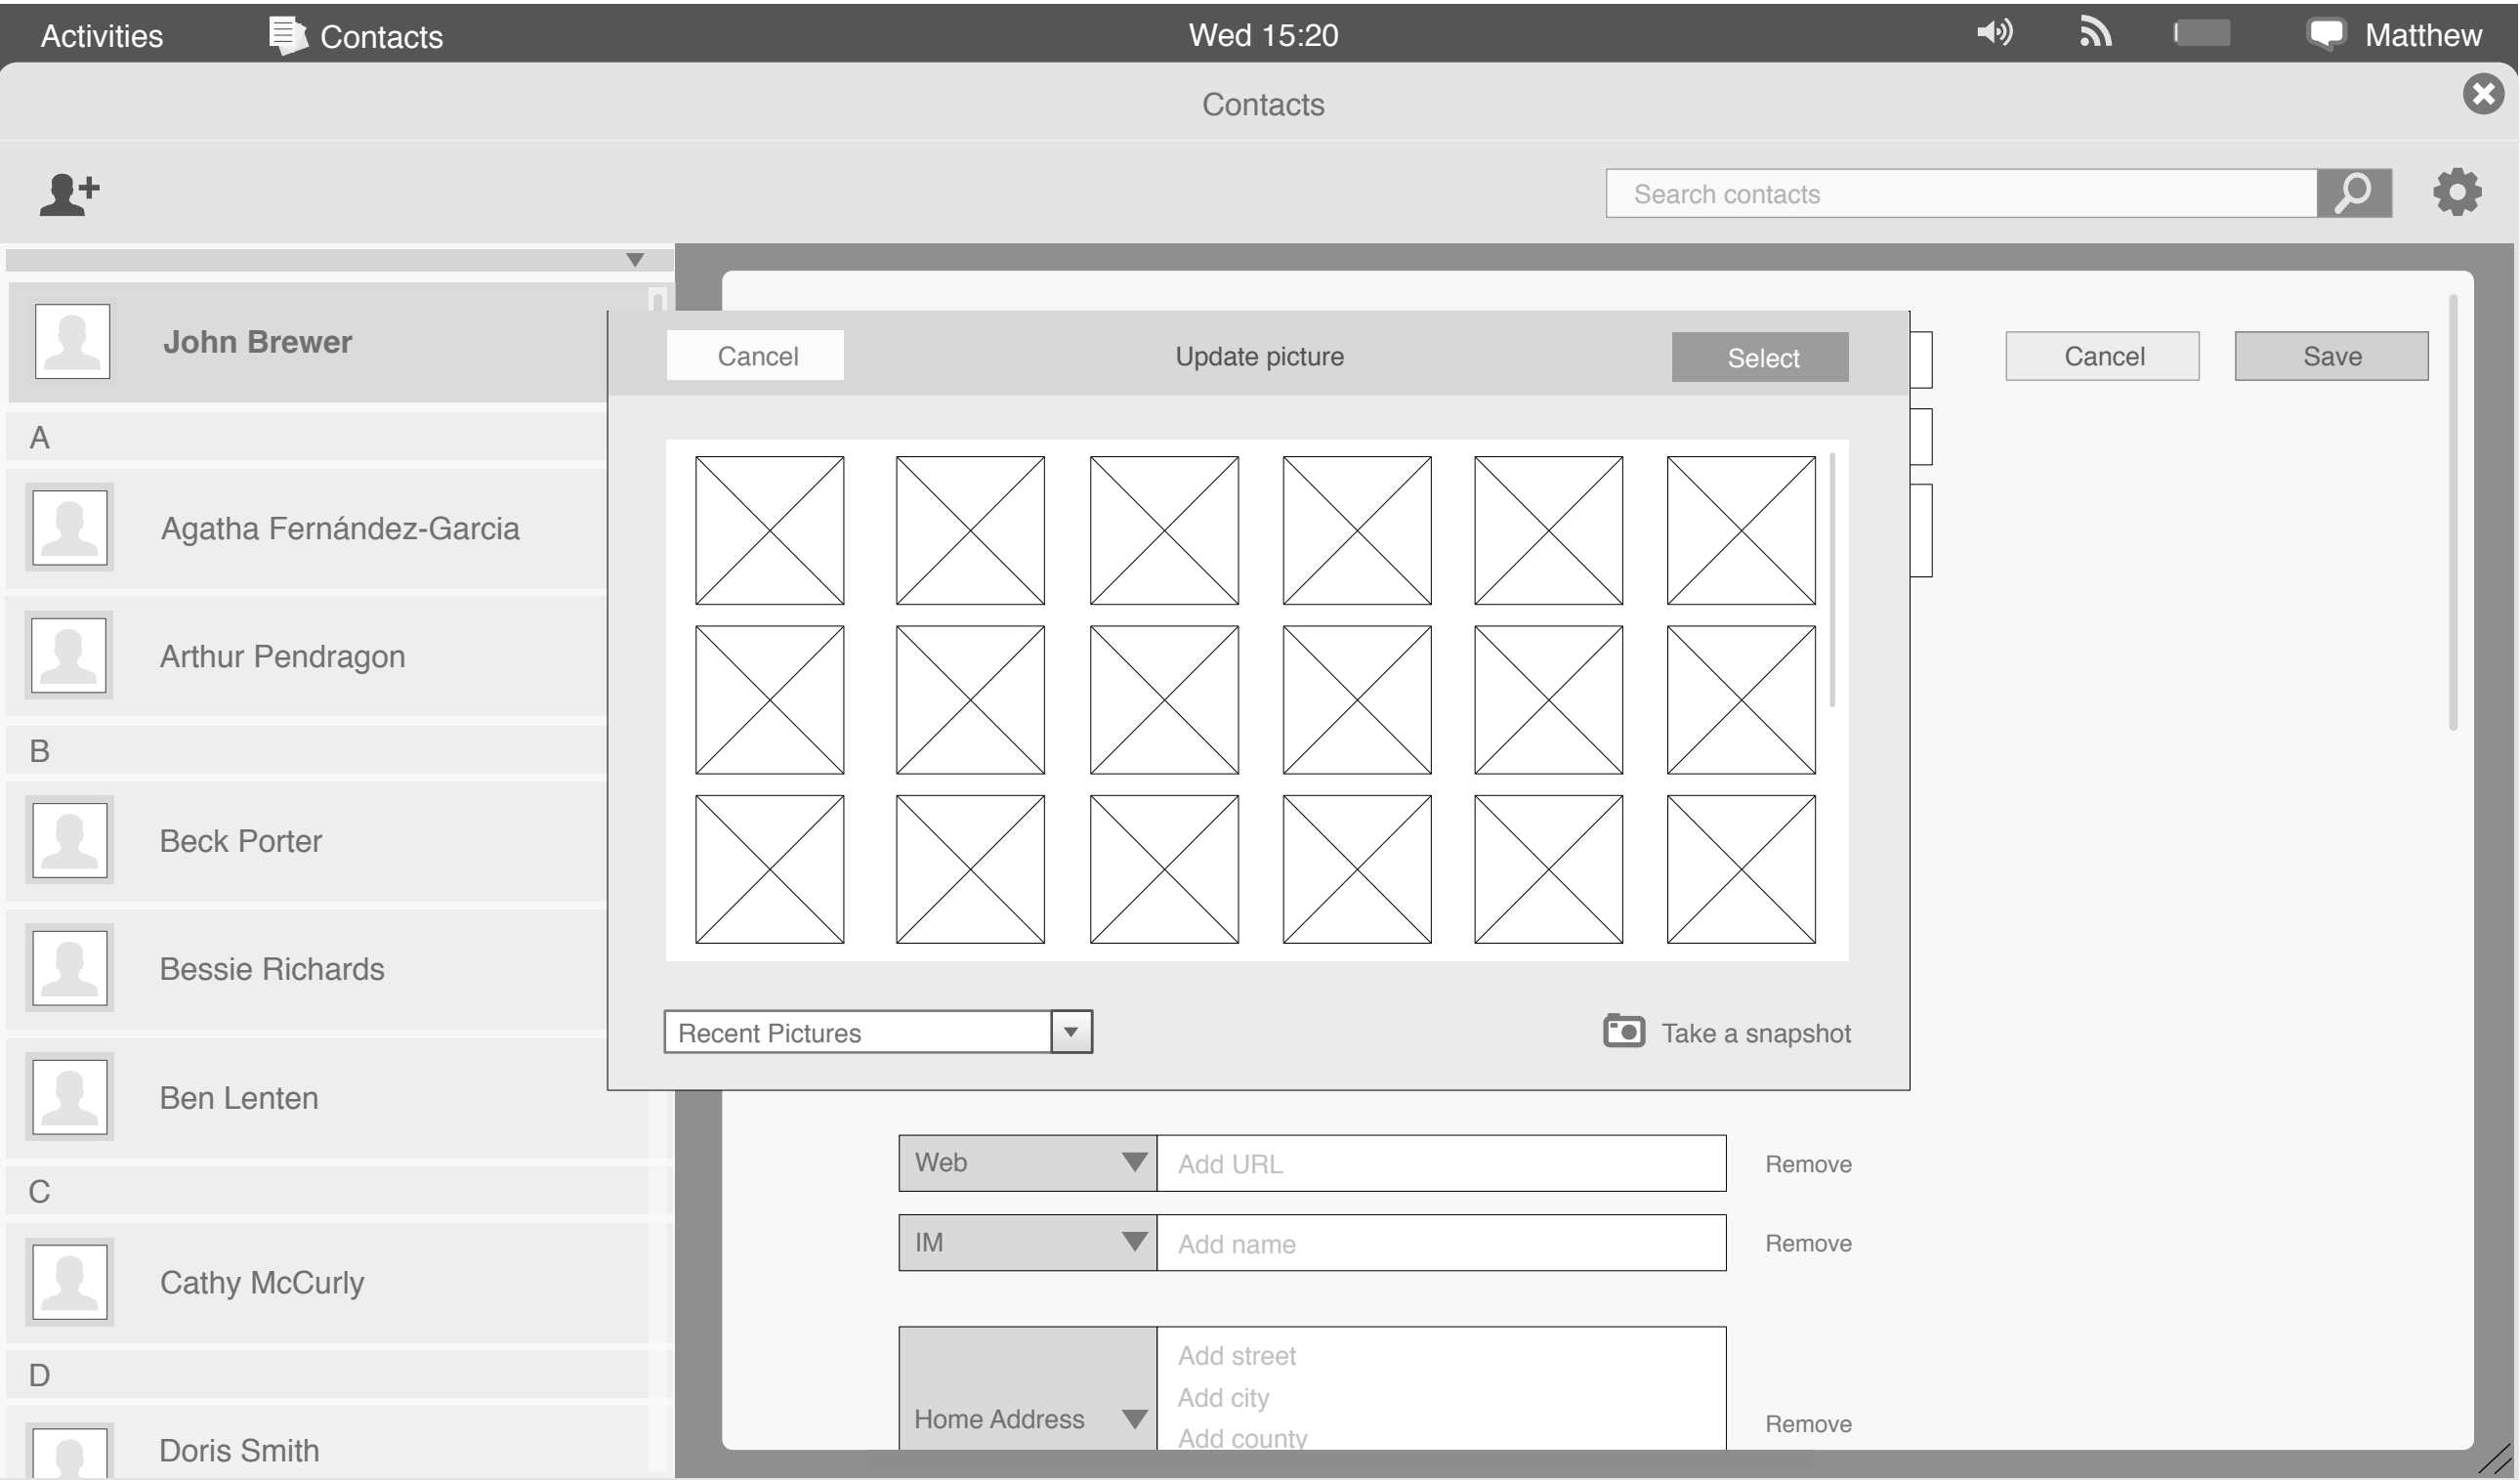 Activities
Contacts
Wed 15:20
Matthew
Contacts
Search contacts
John Brewer
A
Agatha Fernández-Garcia
Arthur Pendragon
B
Beck Porter
Bessie Richards
Ben Lenten
C
Cathy McCurly
D
Doris Smith
Cancel
Update picture
Select
Cancel
Save
Recent Pictures
Take a snapshot
Web
Add URL
Remove
IM
Add name
Remove
Home Address
Add street
Add city
Add county
Remove